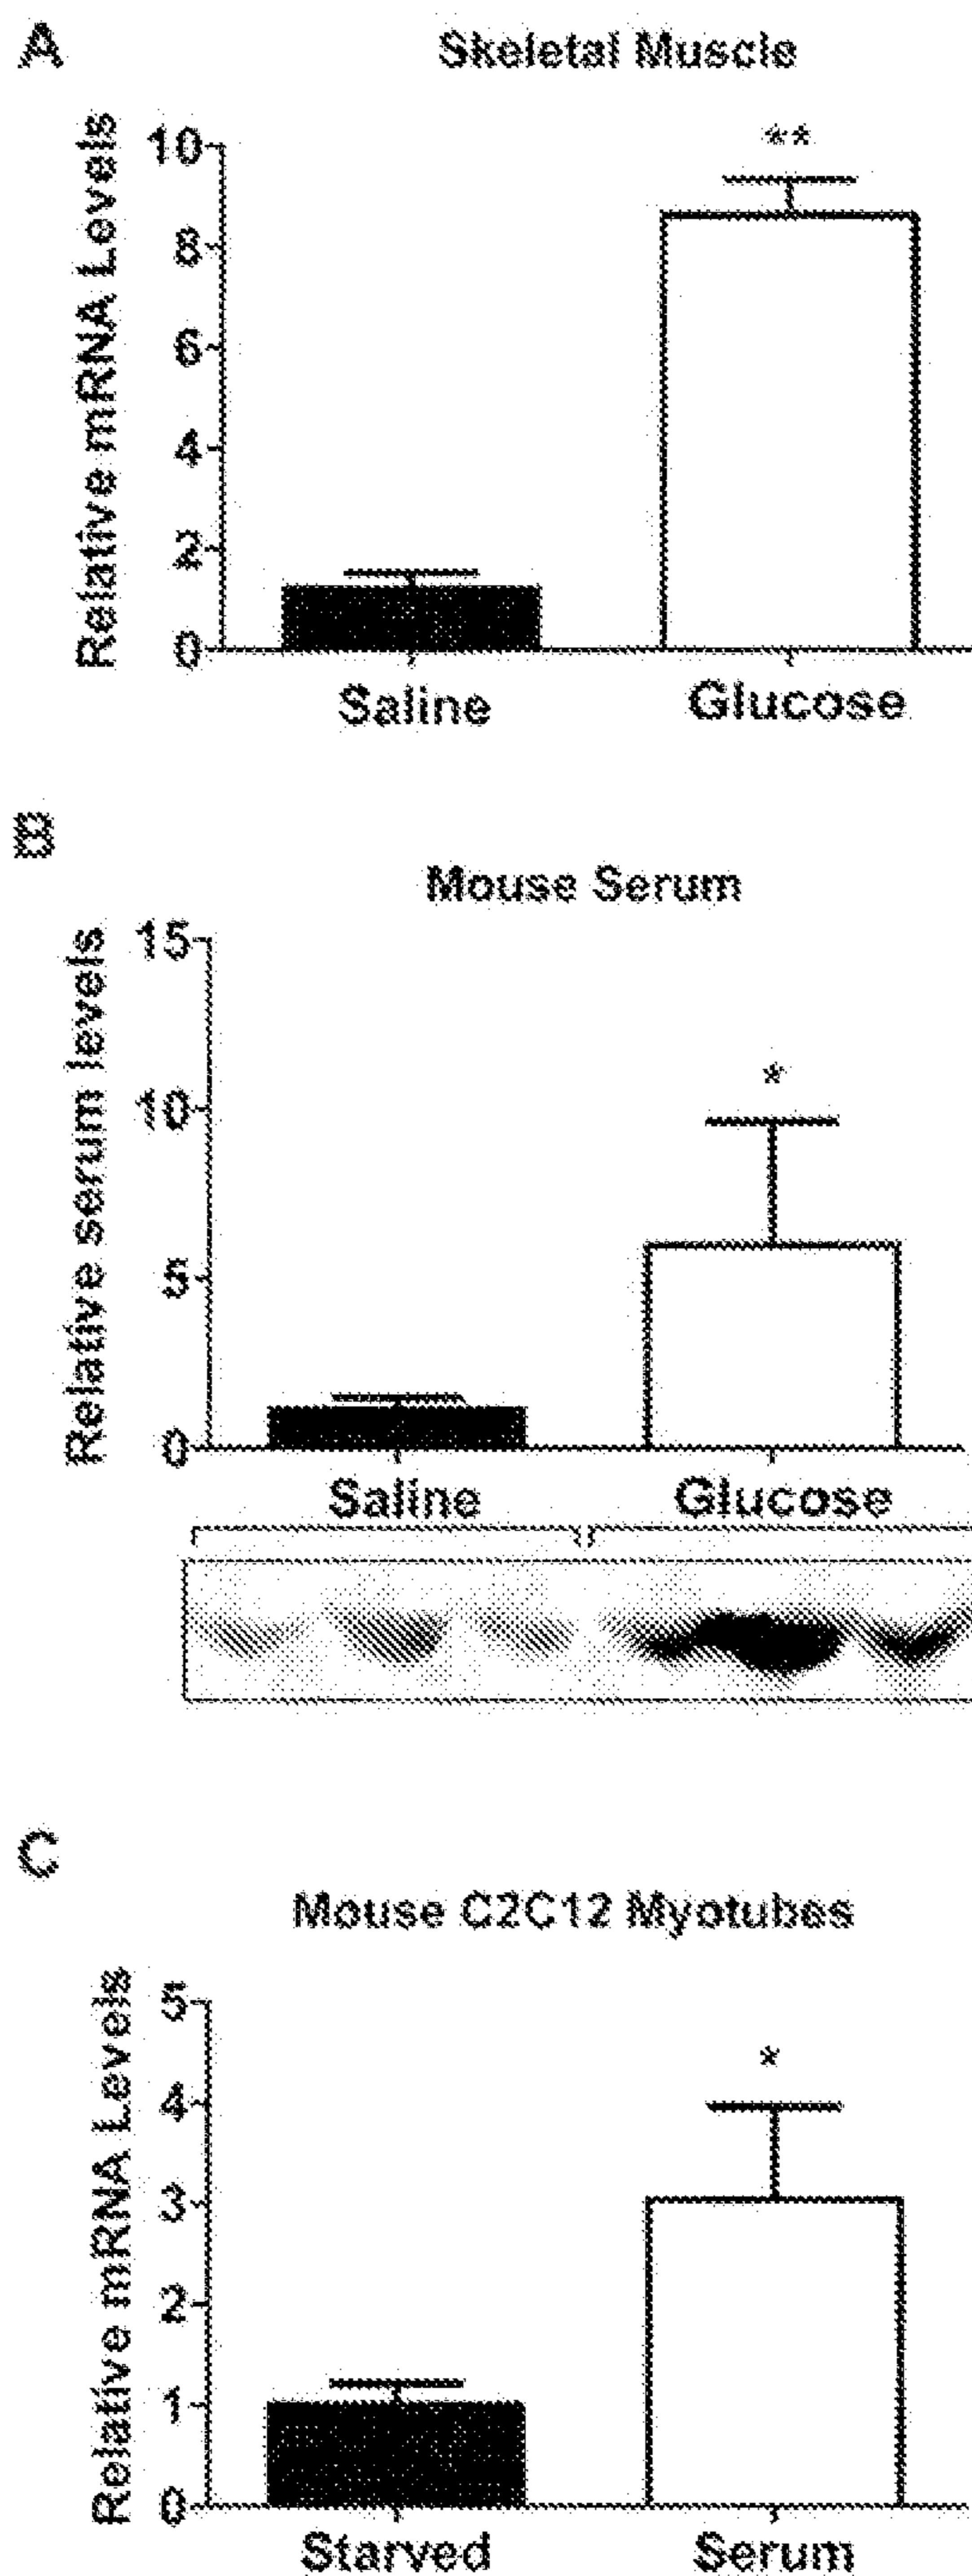 A
Skeletal Muscle
Relative mRNA Levels
**
10
8
6
4
2
0
Saline Glucose
B
Mouse Serum
Relative serum levels
*
15
10
5
0
Saline Glucose
C
Mouse C2C12 Myotubes
Relative mRNA Levels
*
5
4
3
2
1
0
Starved Serum